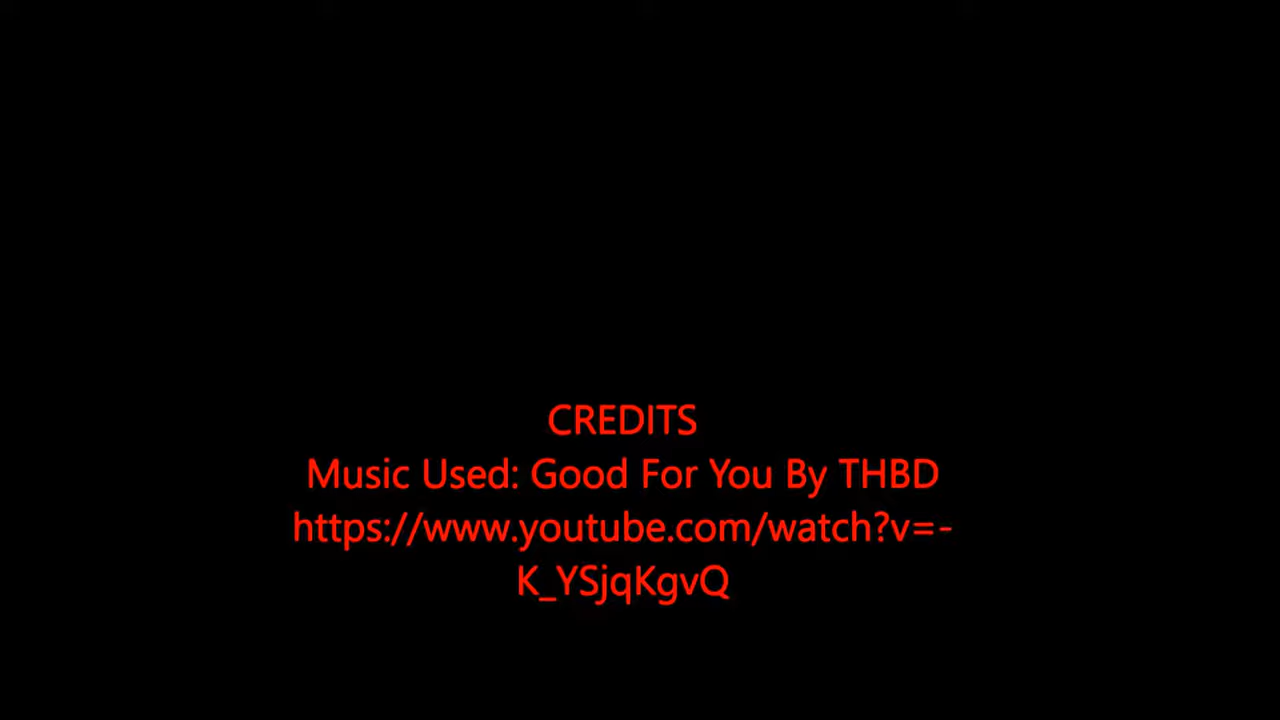 CREDITS
Music Used: Good For You By THBD
https://www.youtube.com/watch?v=-
K_YSjqKgvQ